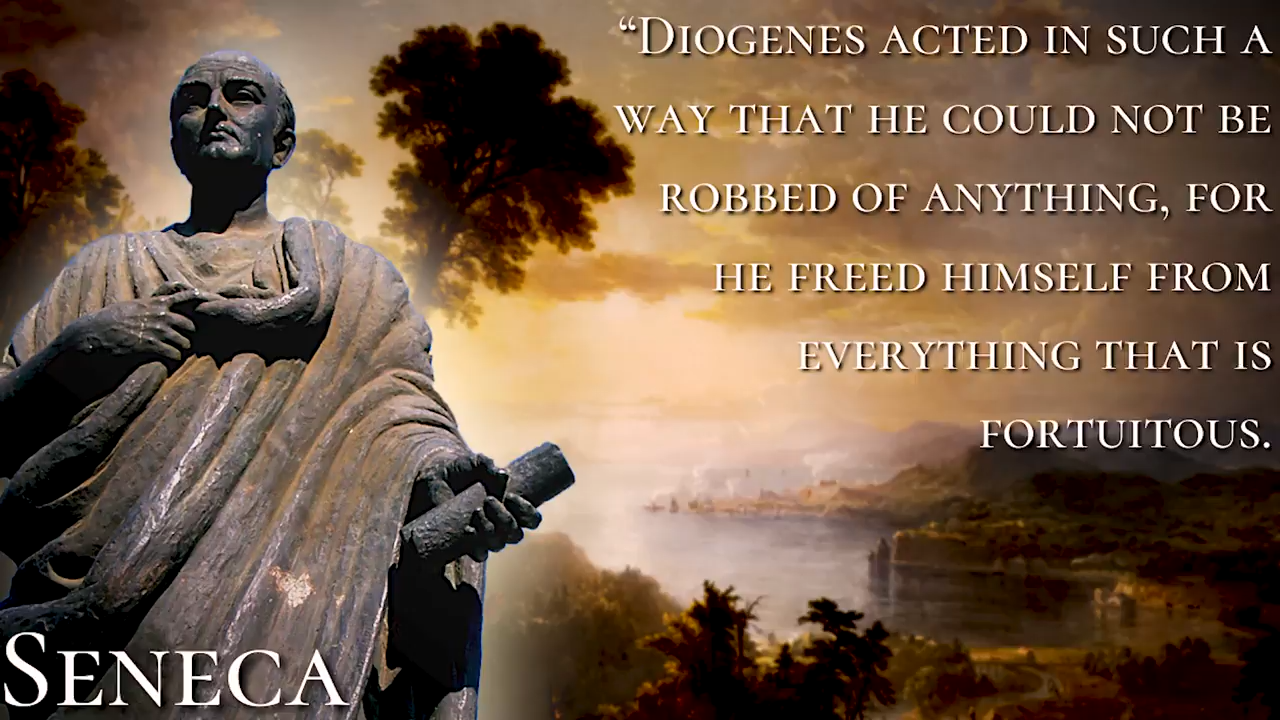 “Diogenes acted in such a
way that he could not be
robbed of anything, for
he freed himself from
everything that is
fortuitous.
Seneca